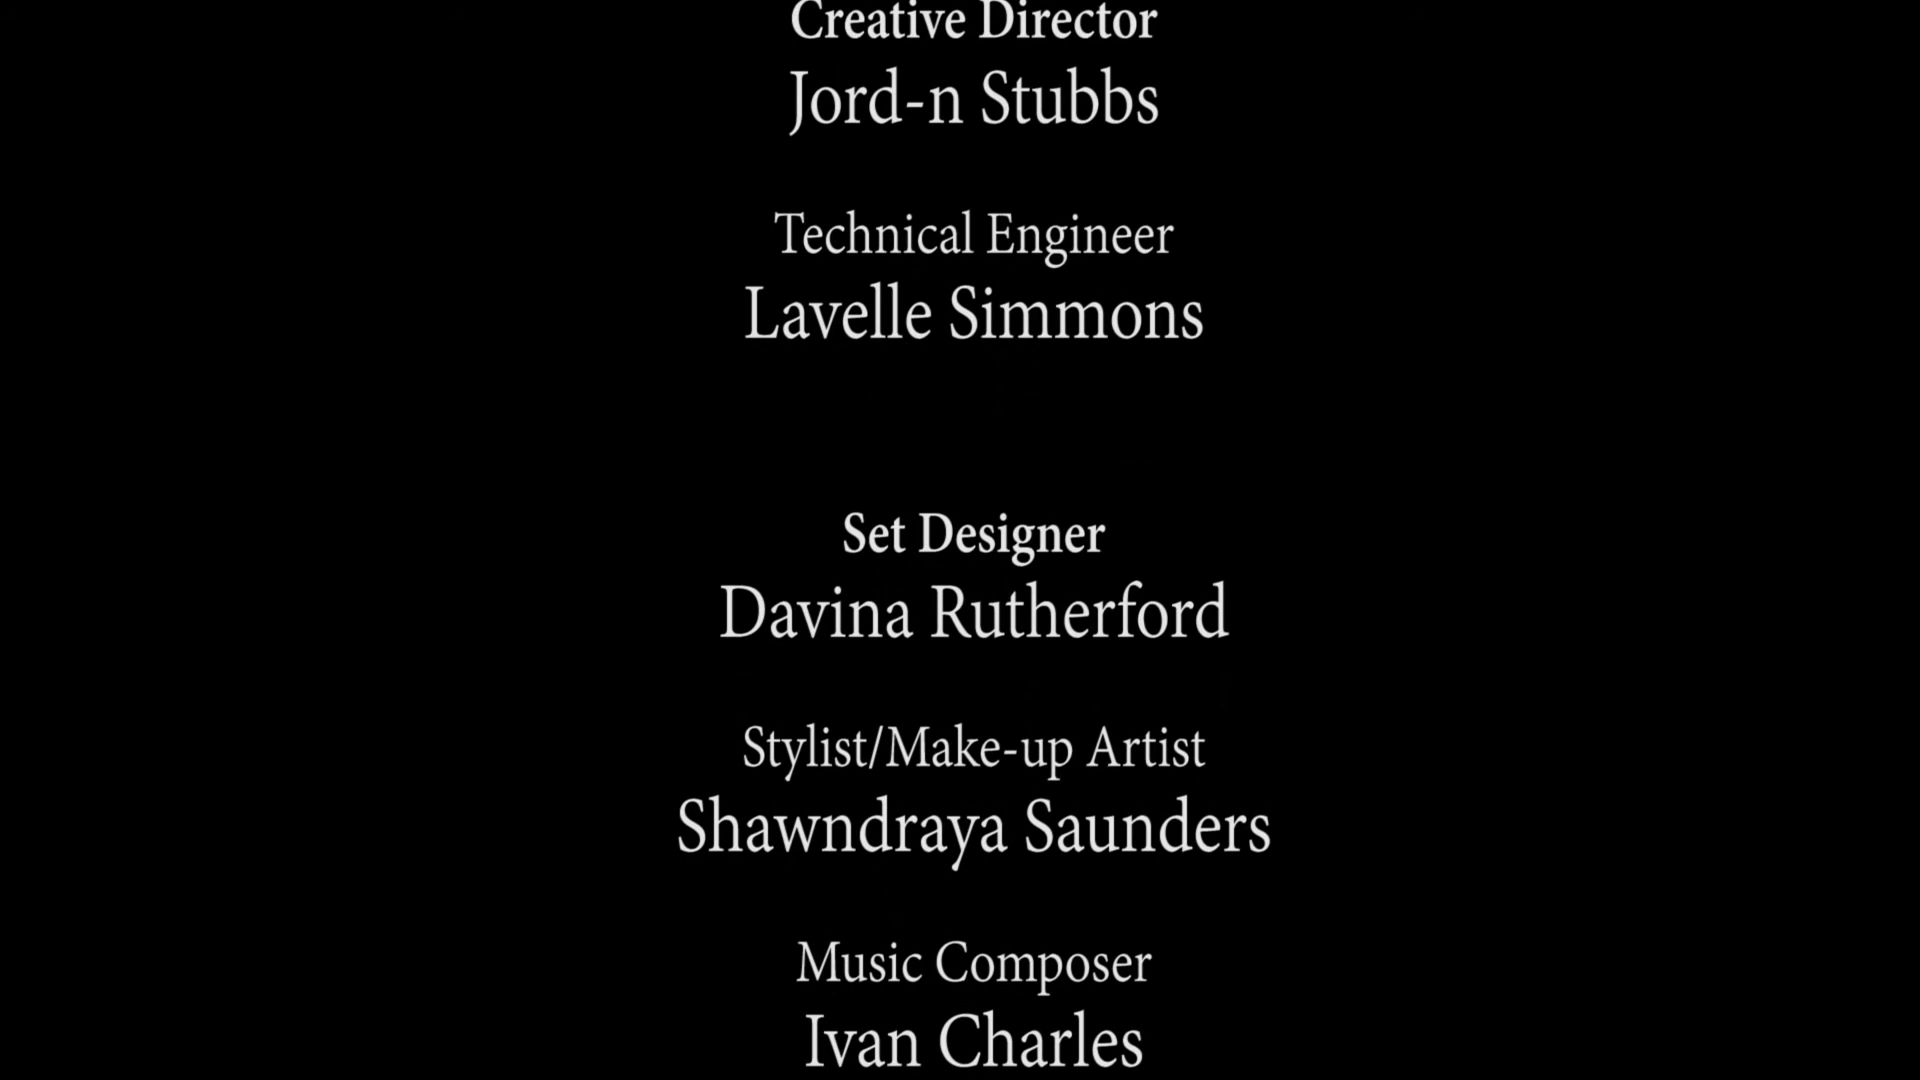 Creative Director
Jord-n Stubbs
Technical Engineer
Lavelle Simmons
Set Designer
Davina Rutherford
Stylist/Make-up Artist
Shawndraya Saunders
Music Composer
Ivan Charles